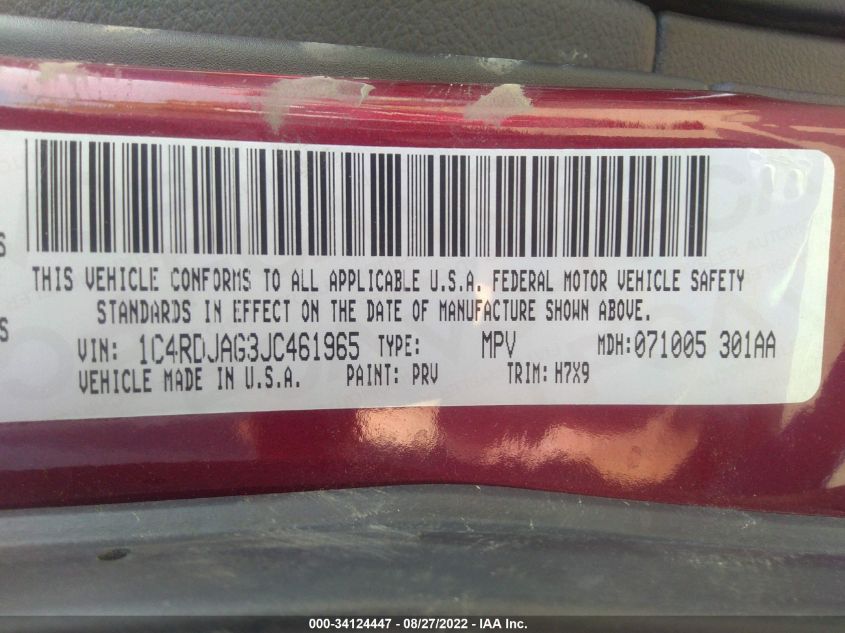 S
THIS VEHICLE CONFORMS TO ALL APPLICABLE U.S.A. FEDERAL MOTOR VEHICLE SAFETY
STANDARDS IN EFFECT ON THE DATE OF MANUFACTURE SHOWN ABOVE.
S
VIN: 1C4RDJAG3JC461965 TYPE: MPV MDH:071005 301AA
VEHICLE MADE IN U.S.A. PAINT: PRV TRIM: H7X9
000-34124447 - 08/27/2022 - IAA Inc.